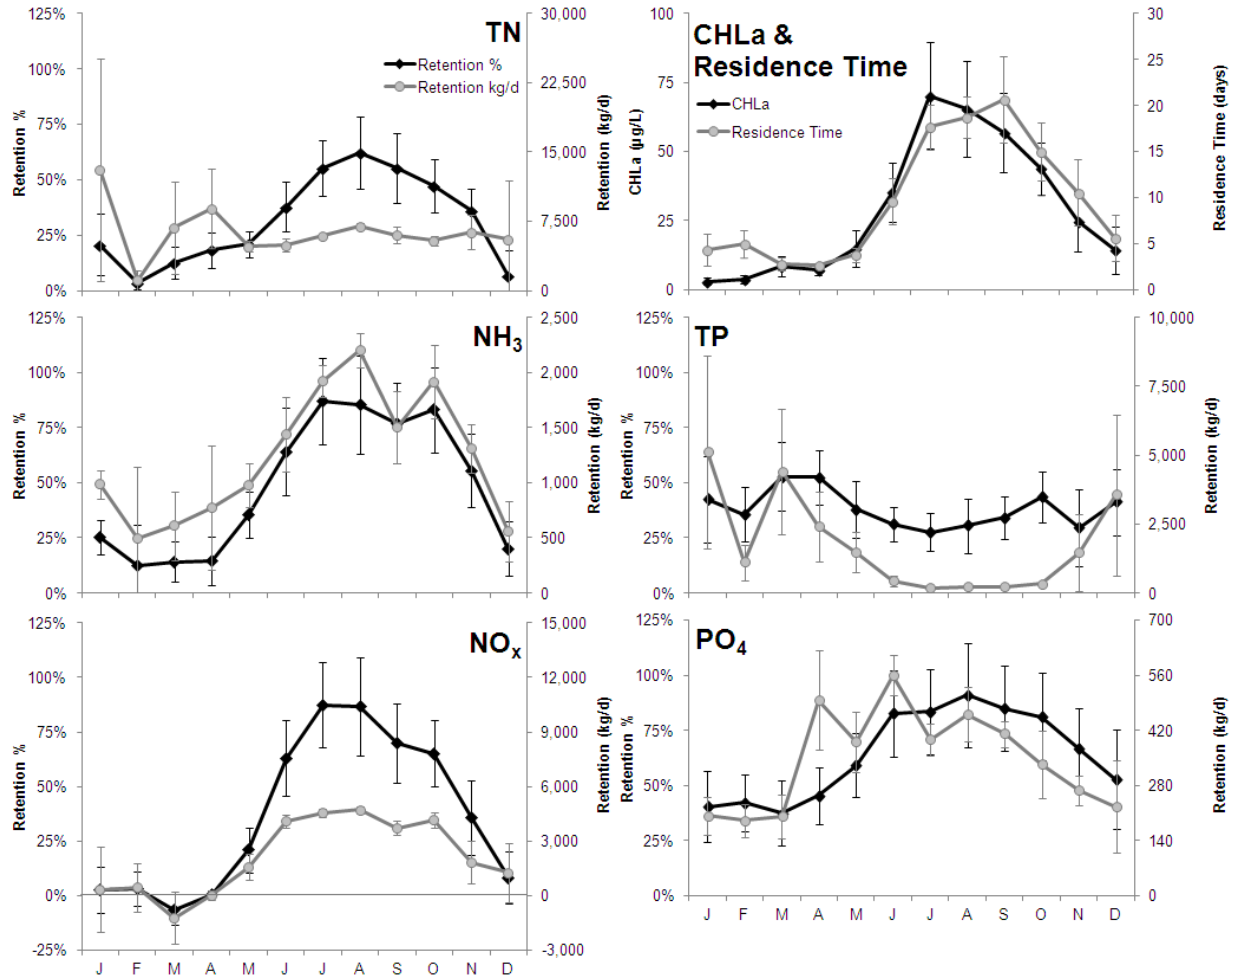 TN
Retention %
Retention kg/d
125%
100%
75%
50%
25%
0%
Retention %
30,000
22,500
15,000
7,500
0
Retention (kg/d)
CHLa &
Residence Time
CHLa
Residence Time
100
75
50
25
0
CHLa (µg/L)
30
25
20
15
10
5
0
Residence Time (days)
NH3
125%
100%
75%
50%
25%
0%
Retention %
2,500
2,000
1,500
1,000
500
0
Retention (kg/d)
TP
125%
100%
75%
50%
25%
0%
Retention %
10,000
7,500
5,000
2,500
0
Retention (kg/d)
NOx
125%
100%
75%
50%
25%
0%
-25%
Retention %
15,000
12,000
9,000
6,000
3,000
0
-3,000
Retention (kg/d)
J F M A M J J A S O N D
PO4
125%
100%
75%
50%
25%
0%
Retention %
700
560
420
280
140
0
Retention (kg/d)
J F M A M J J A S O N D